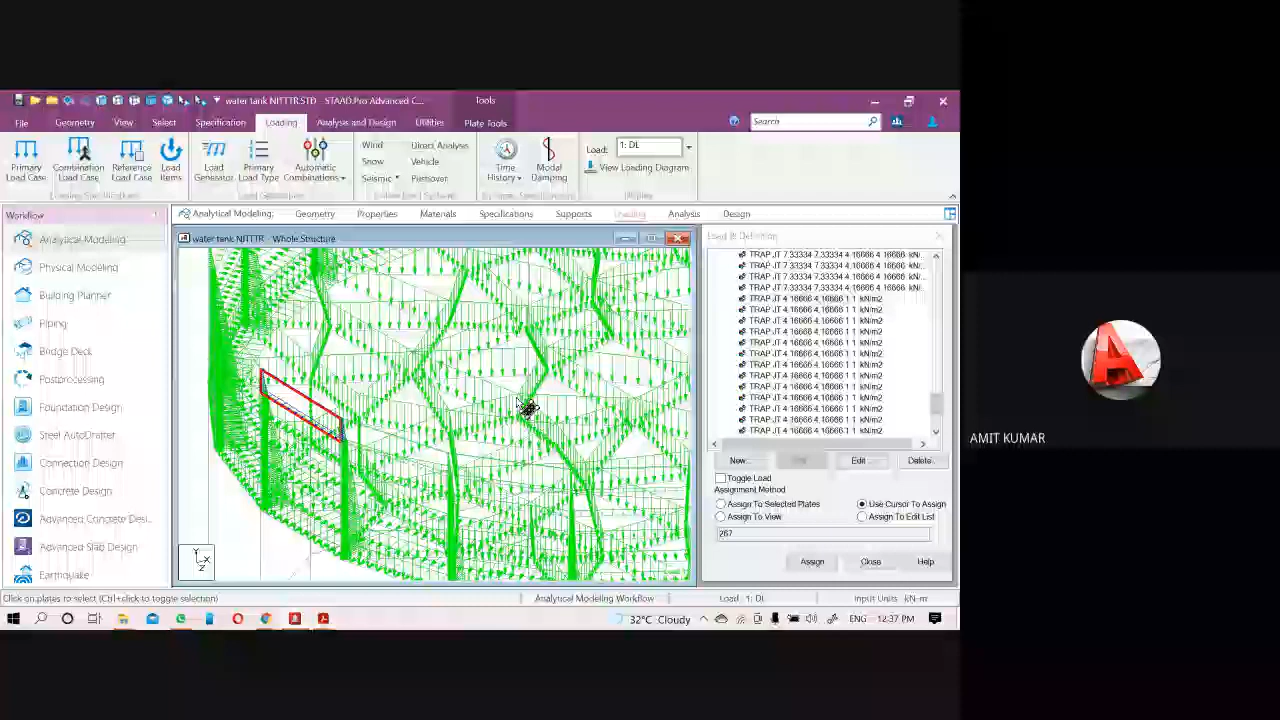 water tank NITTTR.STD - STAAD.Pro Advanced C...
Tools
File
Geometry
View
Select
Specification
Loading
Analysis and Design
Utilities
Plate Tools
Search
Primary Load Case
Combination Load Case
Reference Load Case
Load Items
Load Generator
Primary Load Type
Automatic Combinations
Wind
Snow
Seismic
Direct Analysis
Vehicle
Pushover
Time History
Modal Damping
Load:
1: DL
View Loading Diagram
Display
Workflow
Analytical Modeling:
Geometry
Properties
Materials
Specifications
Supports
Loading
Analysis
Design
Analytical Modeling
Physical Modeling
Building Planner
Piping
Bridge Deck
Postprocessing
Foundation Design
Steel AutoDrafter
Connection Design
Concrete Design
Advanced Concrete Desi...
Advanced Slab Design
Earthquake
water tank NITTTR - Whole Structure
Y
X
Z
Load & Definition
TRAP JT 7.33334 7.33334 4.16666 4.16666 kN/...
TRAP JT 7.33334 7.33334 4.16666 4.16666 kN/...
TRAP JT 7.33334 7.33334 4.16666 4.16666 kN/...
TRAP JT 7.33334 7.33334 4.16666 4.16666 kN/...
TRAP JT 4.16666 4.16666 1 1 kN/m2
TRAP JT 4.16666 4.16666 1 1 kN/m2
TRAP JT 4.16666 4.16666 1 1 kN/m2
TRAP JT 4.16666 4.16666 1 1 kN/m2
TRAP JT 4.16666 4.16666 1 1 kN/m2
TRAP JT 4.16666 4.16666 1 1 kN/m2
TRAP JT 4.16666 4.16666 1 1 kN/m2
TRAP JT 4.16666 4.16666 1 1 kN/m2
TRAP JT 4.16666 4.16666 1 1 kN/m2
TRAP JT 4.16666 4.16666 1 1 kN/m2
TRAP JT 4.16666 4.16666 1 1 kN/m2
TRAP JT 4.16666 4.16666 1 1 kN/m2
TRAP JT 4.16666 4.16666 1 1 kN/m2
New...
Edit...
Delete...
Toggle Load
Assignment Method
Assign To Selected Plates
Use Cursor To Assign
Assign To View
Assign To Edit List
267
Assign
Close
Help
Click on plates to select (Ctrl+click to toggle selection)
Analytical Modeling Workflow
Load : 1: DL
Input Units : kN-m
32°C Cloudy
ENG
12:37 PM
AMIT KUMAR